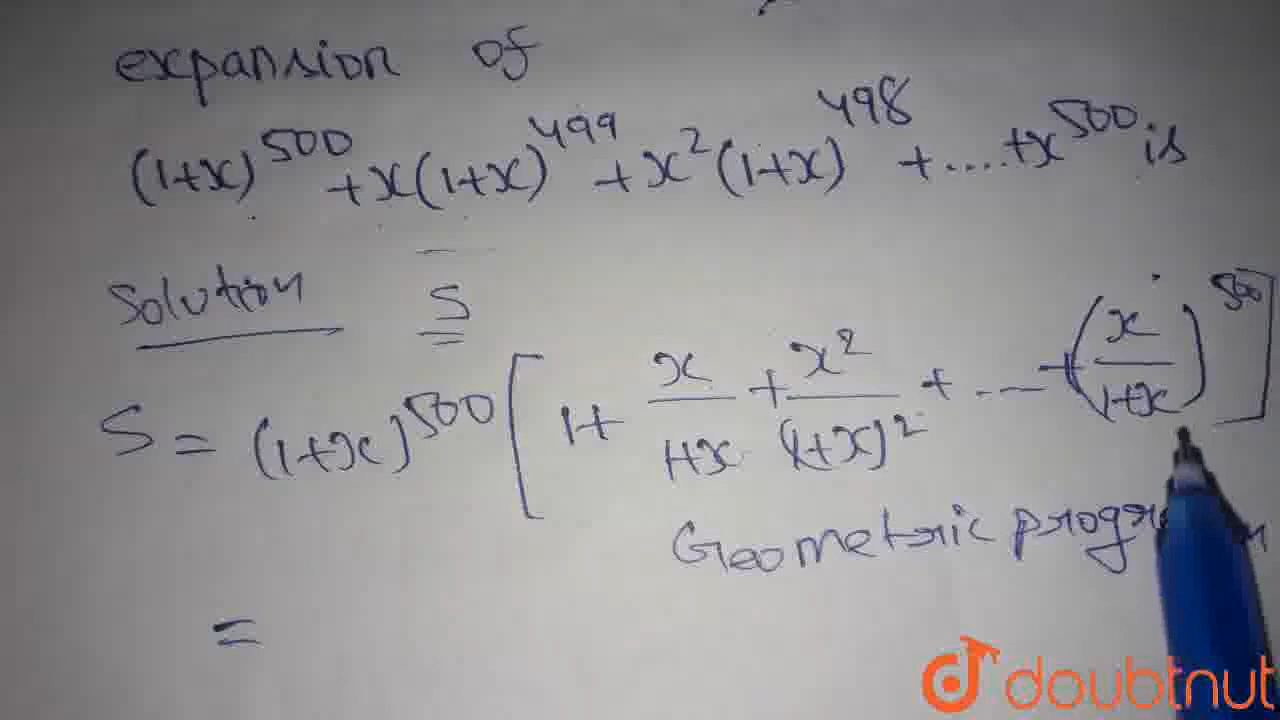 expansion of
(1+x)^500 + x(1+x)^499 + x^2(1+x)^498 + ..... + x^500 is
Solution S
S = (1+x)^500 [ 1 + x/(1+x) + x^2/(1+x)^2 + ..... + (x/(1+x))^500 ]
Geometric
=
doubtnut